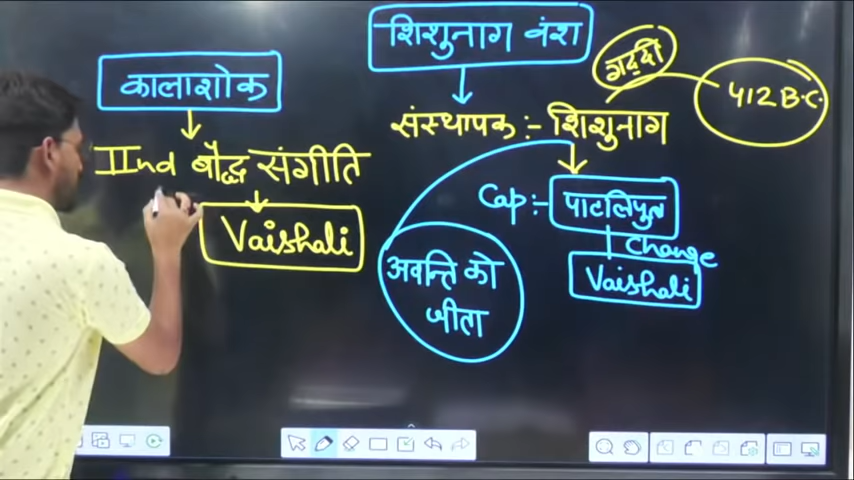 शिशुनाग वंश
गद्दी
412 B.C.
संस्थापक :- शिशुनाग
Cap :- पाटलिपुत्र
change
Vaishali
अवन्ति को
जीता
कालाशोक
IInd बौद्ध संगीति
Vaishali